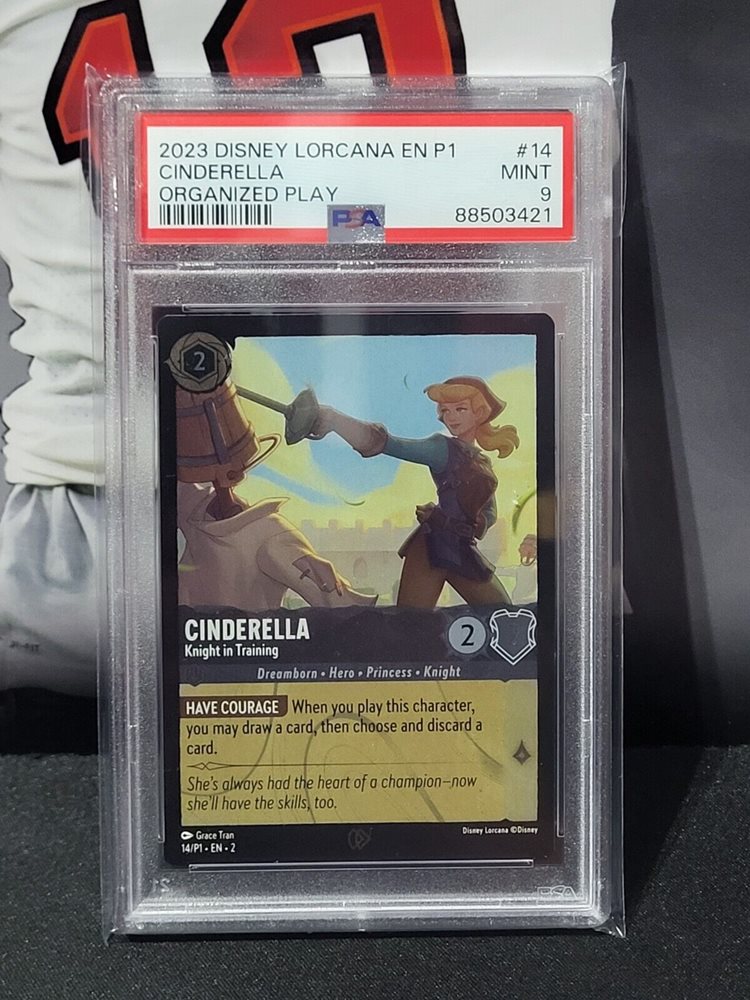 2023 DISNEY LORCANA EN P1 #14
CINDERELLA MINT
ORGANIZED PLAY 9
PSA 88503421
2
CINDERELLA
Knight in Training
2
Dreamborn • Hero • Princess • Knight
HAVE COURAGE When you play this character,
you may draw a card, then choose and discard a
card.
She's always had the heart of a champion—now
she'll have the skills, too.
Grace Tran
14/P1 • EN • 2
Disney Lorcana ©Disney
PSA